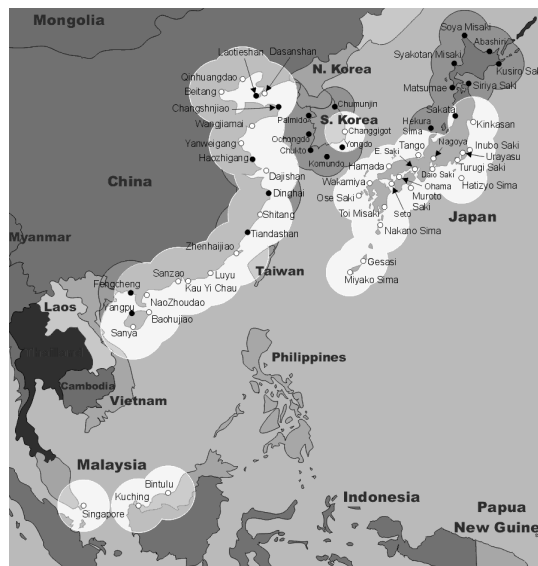 Mongolia
Soya Misaki
Laotieshan
Dasanshan
Abashiri
Syakotan Misaki
Qinhuangdao
N. Korea
Kusiro Saki
Beitang
Matsumae
Siriya Saki
Changshnjiao
Chumunjin
Sakata
Palmido
S. Korea
Hekura
Sima
Kinkasan
Wangjiamai
Ochongdo
Changgigot
Nagoya
Yanweigang
Chukto
Yongdo
E. Saki
Tango
Inubo Saki
Haozhigang
Komundo
Urayasu
Hamada
Turugi Saki
Dajishan
Daio Saki
China
Wakamiya
Ohama
Hatizyo Sima
Dinghai
Ose Saki
Muroto
Saki
Seto
Shitang
Toi Misaki
Japan
Tiandashan
Nakano Sima
Myanmar
Zhenhaijiao
Gesasi
Taiwan
Sanzao
Luyu
Miyako Sima
Fengcheng
Kau Yi Chau
Laos
Yangpu
NaoZhoudao
Baohujiao
Sanya
Philippines
Cambodia
Vietnam
Malaysia
Bintulu
Kuching
Singapore
Indonesia
Papua
New Guine